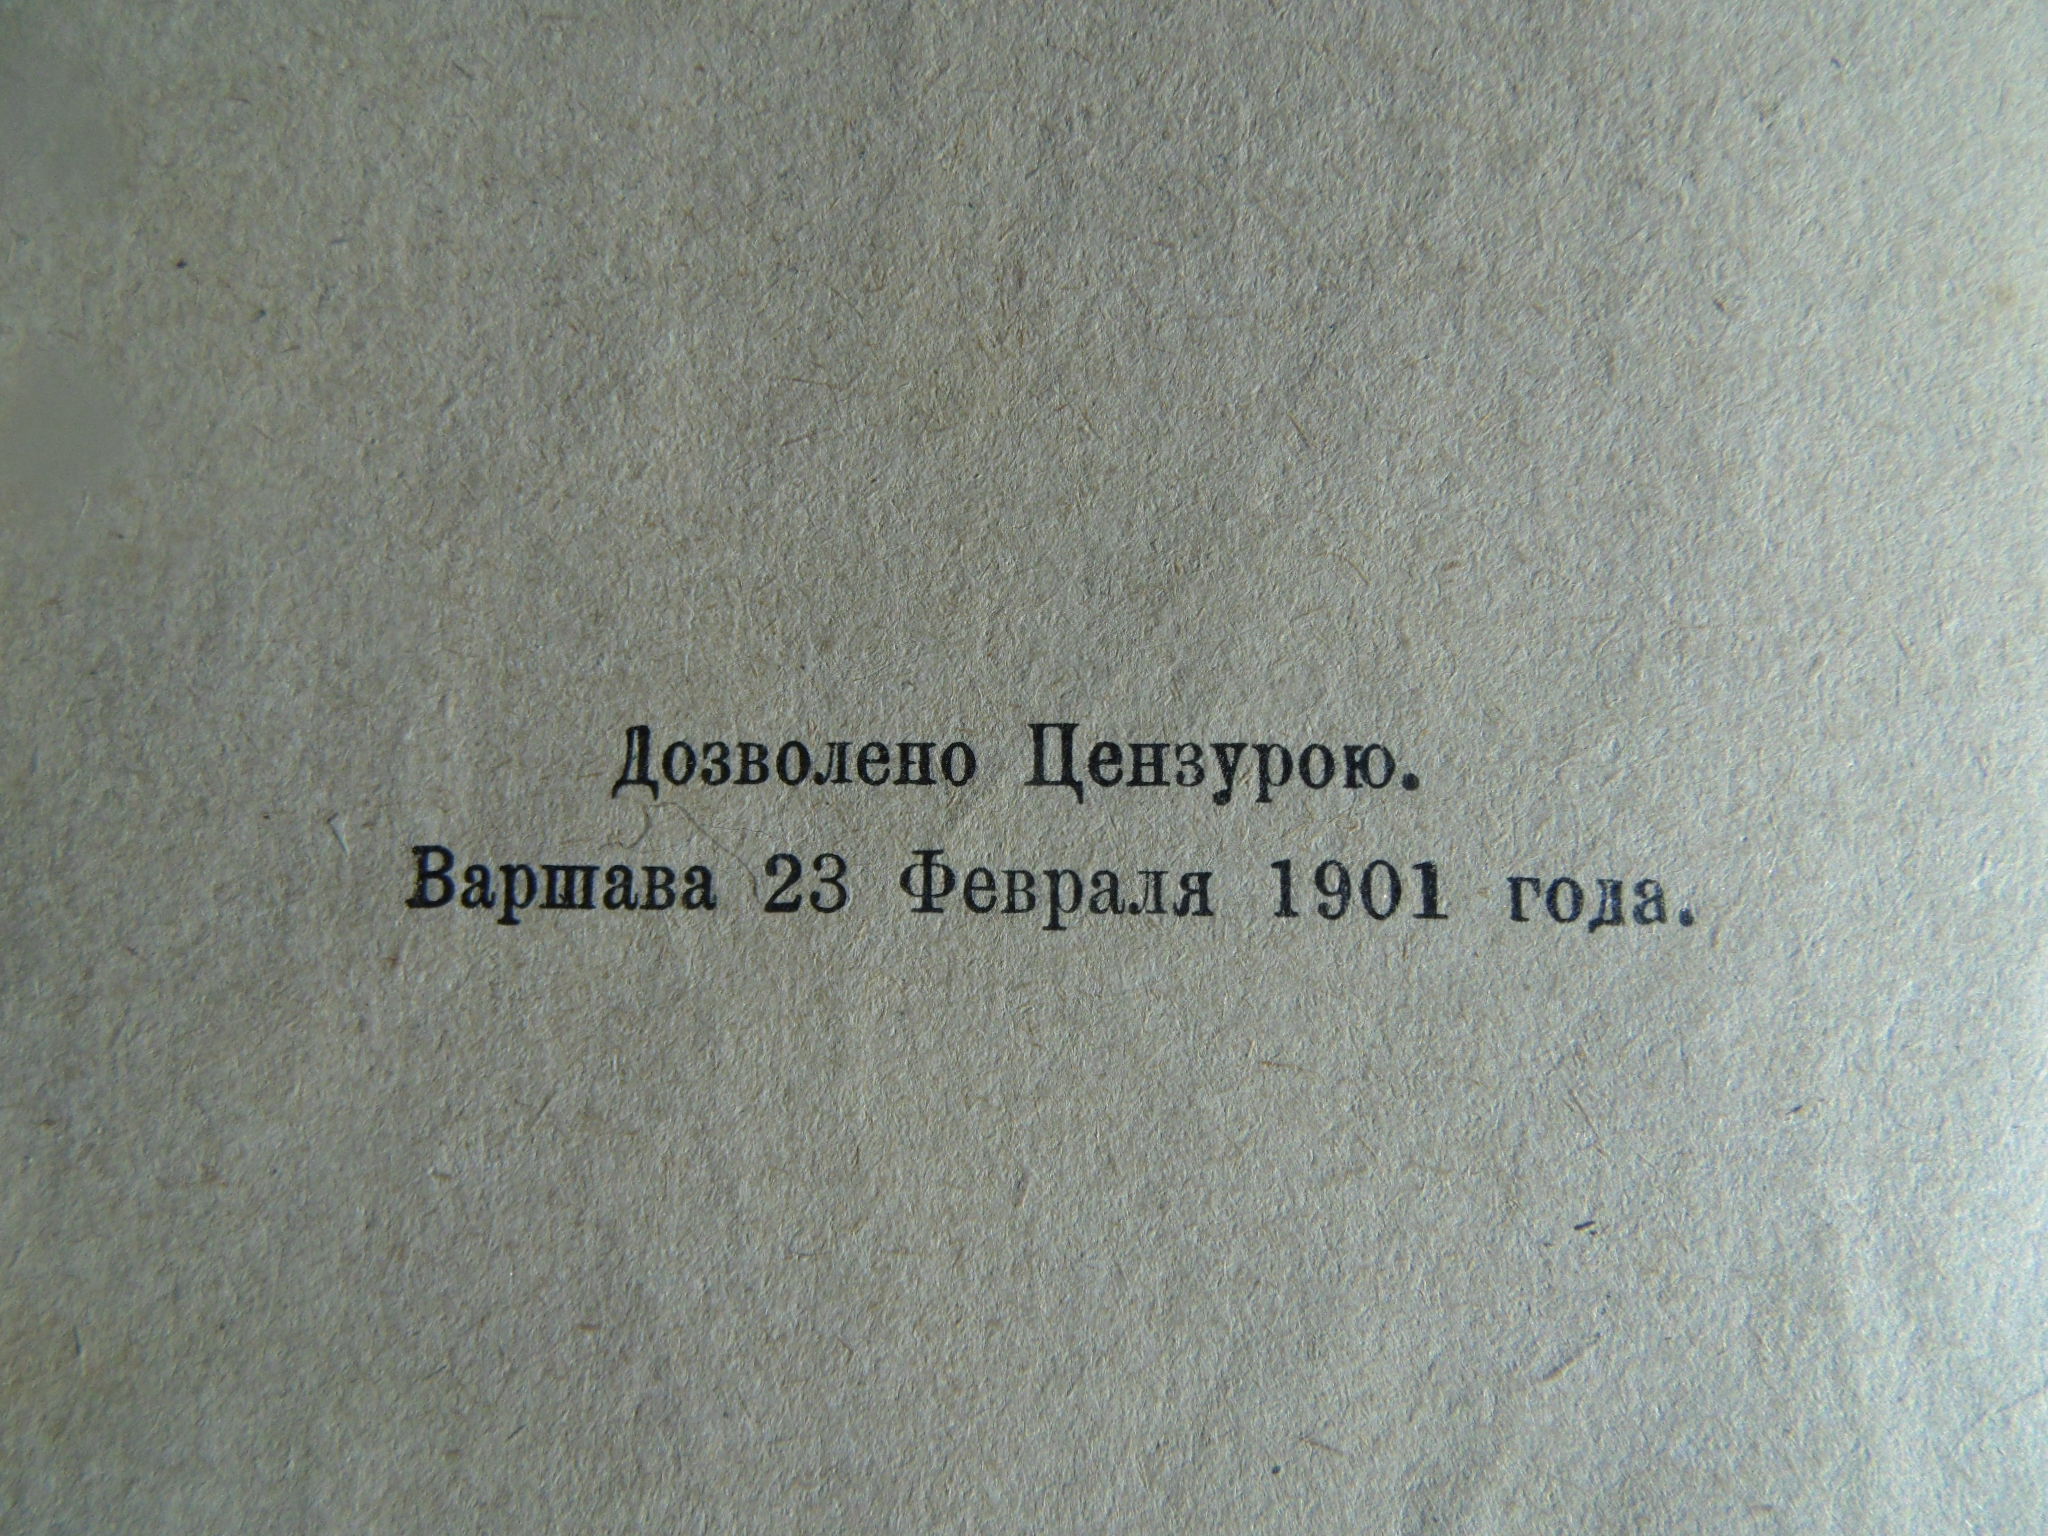 Дозволено Цензурою.
Варшава 23 Февраля 1901 года.